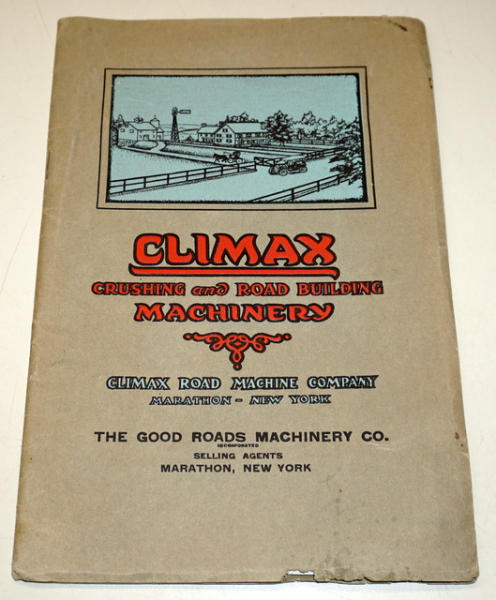 CLIMAX
CRUSHING and ROAD BUILDING
MACHINERY
CLIMAX ROAD MACHINE COMPANY
MARATHON - NEW YORK
THE GOOD ROADS MACHINERY CO.
INCORPORATED
SELLING AGENTS
MARATHON, NEW YORK